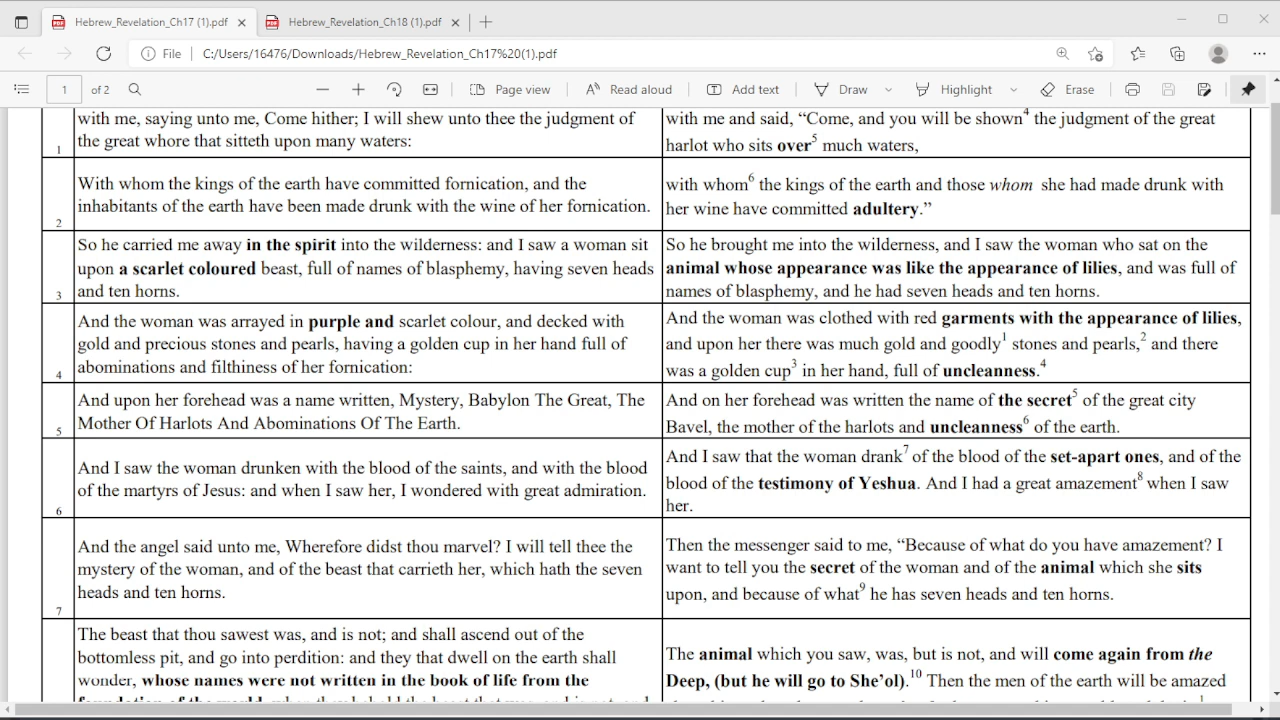 Hebrew_Revelation_Ch17 (1).pdf
Hebrew_Revelation_Ch18 (1).pdf
File
C:/Users/16476/Downloads/Hebrew_Revelation_Ch17%20(1).pdf
1 of 2
Page view
Read aloud
Add text
Draw
Highlight
Erase
with me, saying unto me, Come hither; I will shew unto thee the judgment of
the great whore that sitteth upon many waters:
1
with me and said, “Come, and you will be shown4 the judgment of the great
harlot who sits over5 much waters,
With whom the kings of the earth have committed fornication, and the
inhabitants of the earth have been made drunk with the wine of her fornication.
2
with whom6 the kings of the earth and those whom she had made drunk with
her wine have committed adultery.”
So he carried me away in the spirit into the wilderness: and I saw a woman sit
upon a scarlet coloured beast, full of names of blasphemy, having seven heads
and ten horns.
3
So he brought me into the wilderness, and I saw the woman who sat on the
animal whose appearance was like the appearance of lilies, and was full of
names of blasphemy, and he had seven heads and ten horns.
And the woman was arrayed in purple and scarlet colour, and decked with
gold and precious stones and pearls, having a golden cup in her hand full of
abominations and filthiness of her fornication:
4
And the woman was clothed with red garments with the appearance of lilies,
and upon her there was much gold and goodly1 stones and pearls,2 and there
was a golden cup3 in her hand, full of uncleanness.4
And upon her forehead was a name written, Mystery, Babylon The Great, The
Mother Of Harlots And Abominations Of The Earth.
5
And on her forehead was written the name of the secret5 of the great city
Bavel, the mother of the harlots and uncleanness6 of the earth.
And I saw the woman drunken with the blood of the saints, and with the blood
of the martyrs of Jesus: and when I saw her, I wondered with great admiration.
6
And I saw that the woman drank7 of the blood of the set-apart ones, and of the
blood of the testimony of Yeshua. And I had a great amazement8 when I saw
her.
And the angel said unto me, Wherefore didst thou marvel? I will tell thee the
mystery of the woman, and of the beast that carrieth her, which hath the seven
heads and ten horns.
7
Then the messenger said to me, “Because of what do you have amazement? I
want to tell you the secret of the woman and of the animal which she sits
upon, and because of what9 he has seven heads and ten horns.
The beast that thou sawest was, and is not; and shall ascend out of the
bottomless pit, and go into perdition: and they that dwell on the earth shall
wonder, whose names were not written in the book of life from the
The animal which you saw, was, but is not, and will come again from the
Deep, (but he will go to She’ol).10 Then the men of the earth will be amazed